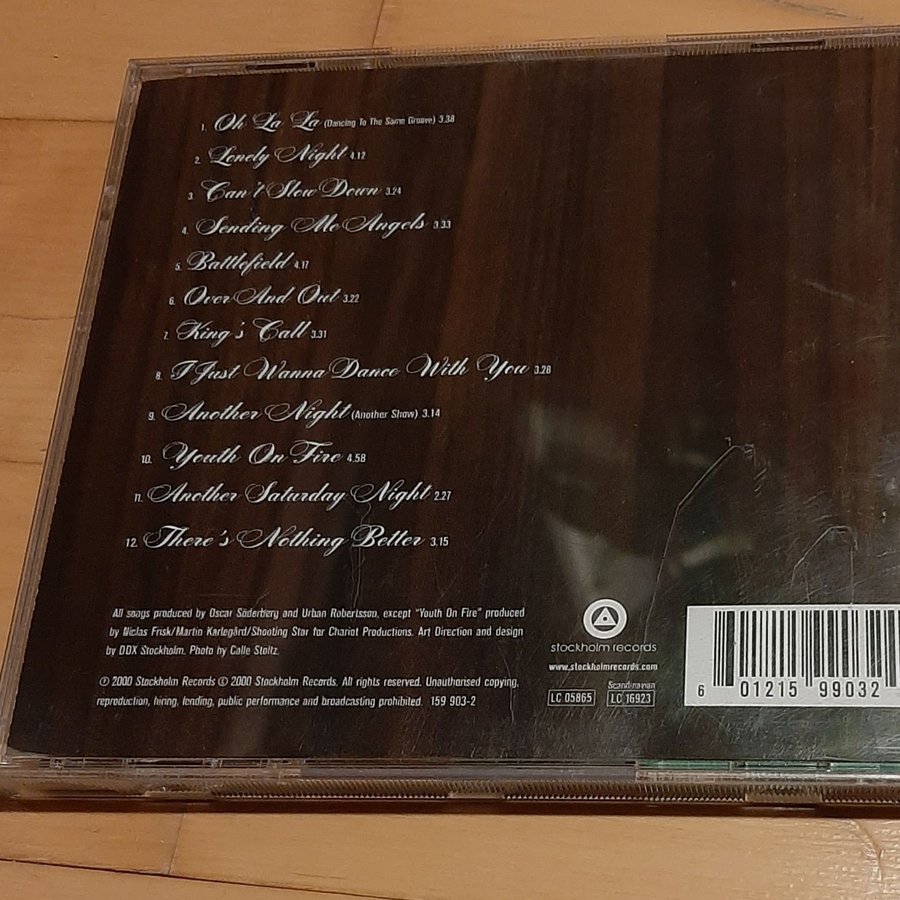 1. Oh La La (Dancing To The Same Groove) 3.38
2. Lonely Night 4.12
3. Can't Slow Down 3.24
4. Sending Me Angels 3.33
5. Battlefield 4.17
6. Over And Out 3.22
7. King's Call 3.31
8. I Just Wanna Dance With You 3.28
9. Another Night (Another Show) 3.14
10. Youth On Fire 4.58
11. Another Saturday Night 2.27
12. There's Nothing Better 3.15
All songs produced by Oscar Söderberg and Urban Robertsson, except "Youth On Fire" produced
by Niclas Frisk/Martin Karlegård/Shooting Star for Chariot Productions. Art Direction and design
by DDX Stockholm. Photo by Calle Stoltz.
℗ 2000 Stockholm Records © 2000 Stockholm Records. All rights reserved. Unauthorised copying,
reproduction, hiring, lending, public performance and broadcasting prohibited. 159 903-2
stockholm records
www.stockholmrecords.com
Scandinavian
LC 05865 LC 16923
6 01215 99032